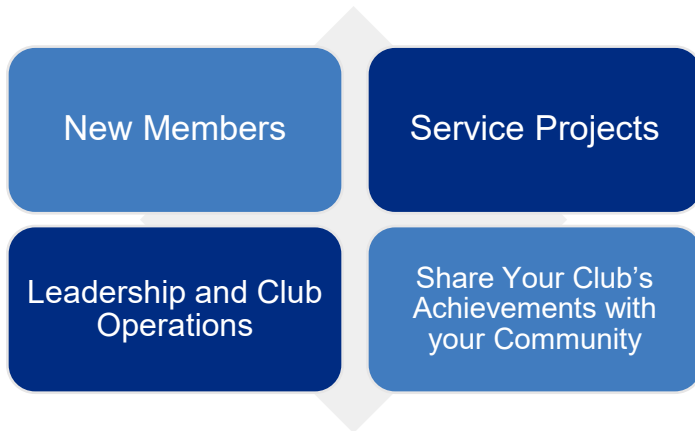 New Members
Service Projects
Leadership and Club
Operations
Share Your Club’s
Achievements with
your Community